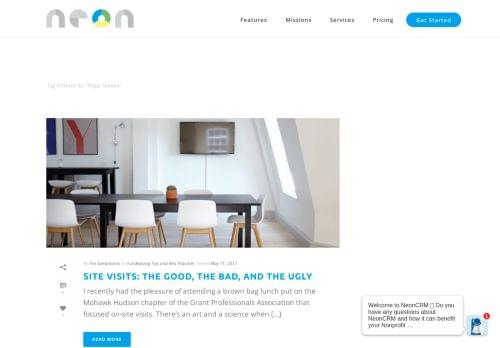 neon
Features
Missions
Services
Pricing
Get Started
Tag Archives for: "Major Donors"
By Tim Sarrantonio In Fundraising Tips and Best Practices Posted May 11, 2017
SITE VISITS: THE GOOD, THE BAD, AND THE UGLY
I recently had the pleasure of attending a brown bag lunch put on the
Mohawk Hudson chapter of the Grant Professionals Association that
focused on-site visits. There's an art and a science when [...]
READ MORE
Welcome to NeonCRM 
Do you
have any questions about
NeonCRM and how it can benefit
your Nonprofit ...
1